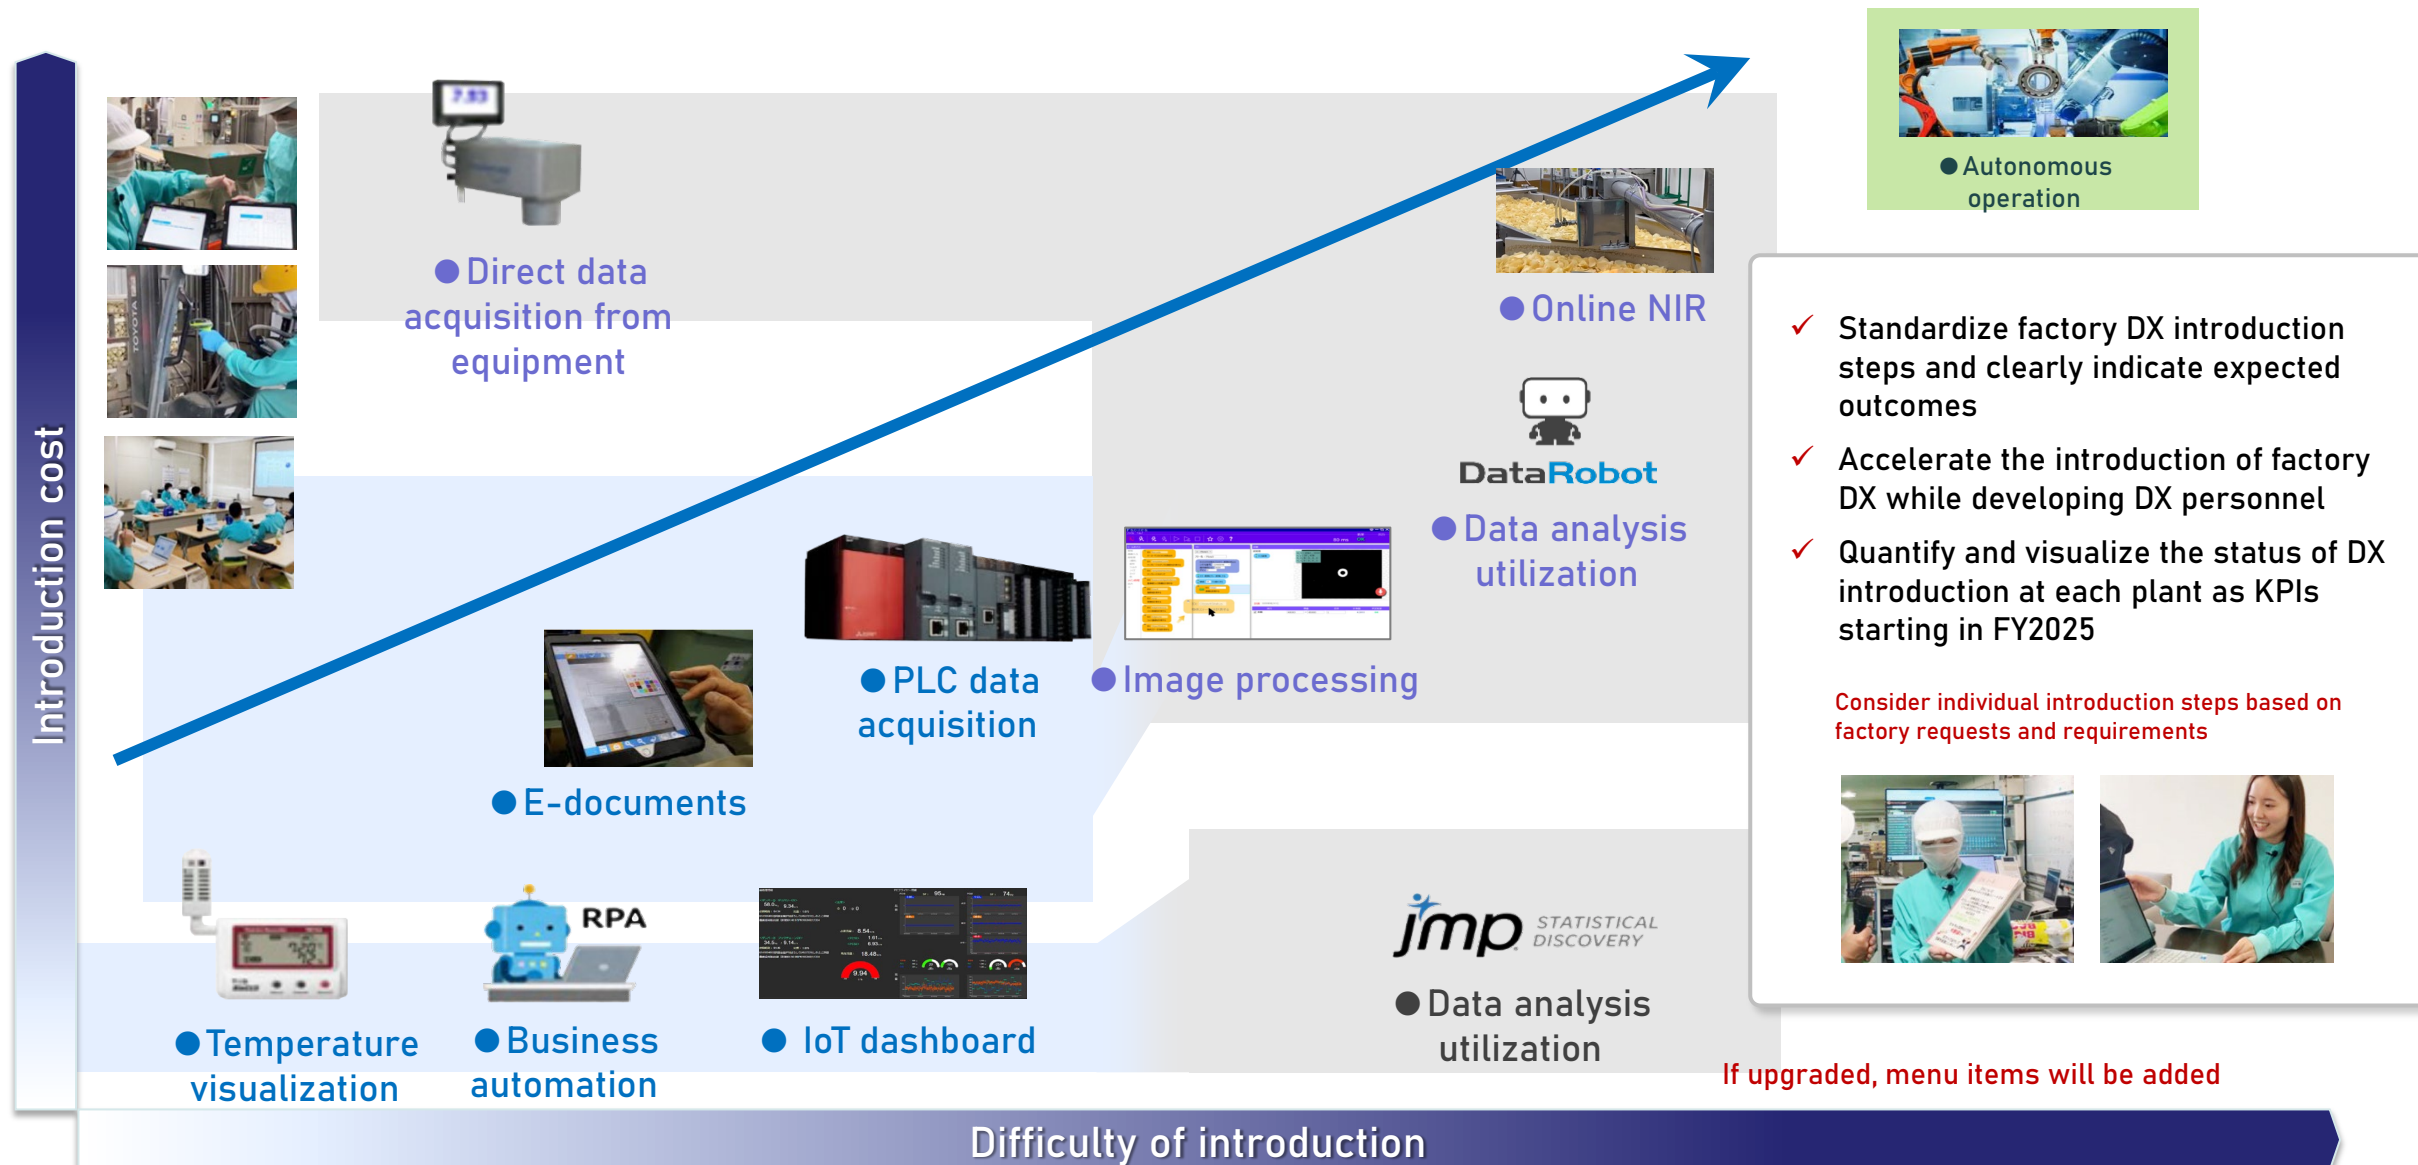 Introduction cost
7.93
● Direct data
acquisition from
equipment
TOYOTA
● Autonomous
operation
● Online NIR
DataRobot
● Data analysis
utilization
● PLC data
acquisition
● Image processing
● E-documents
RPA
● Temperature
visualization
● Business
automation
● IoT dashboard
jmp STATISTICAL
DISCOVERY
● Data analysis
utilization
✓ Standardize factory DX introduction
steps and clearly indicate expected
outcomes
✓ Accelerate the introduction of factory
DX while developing DX personnel
✓ Quantify and visualize the status of DX
introduction at each plant as KPIs
starting in FY2025
Consider individual introduction steps based on
factory requests and requirements
If upgraded, menu items will be added
Difficulty of introduction